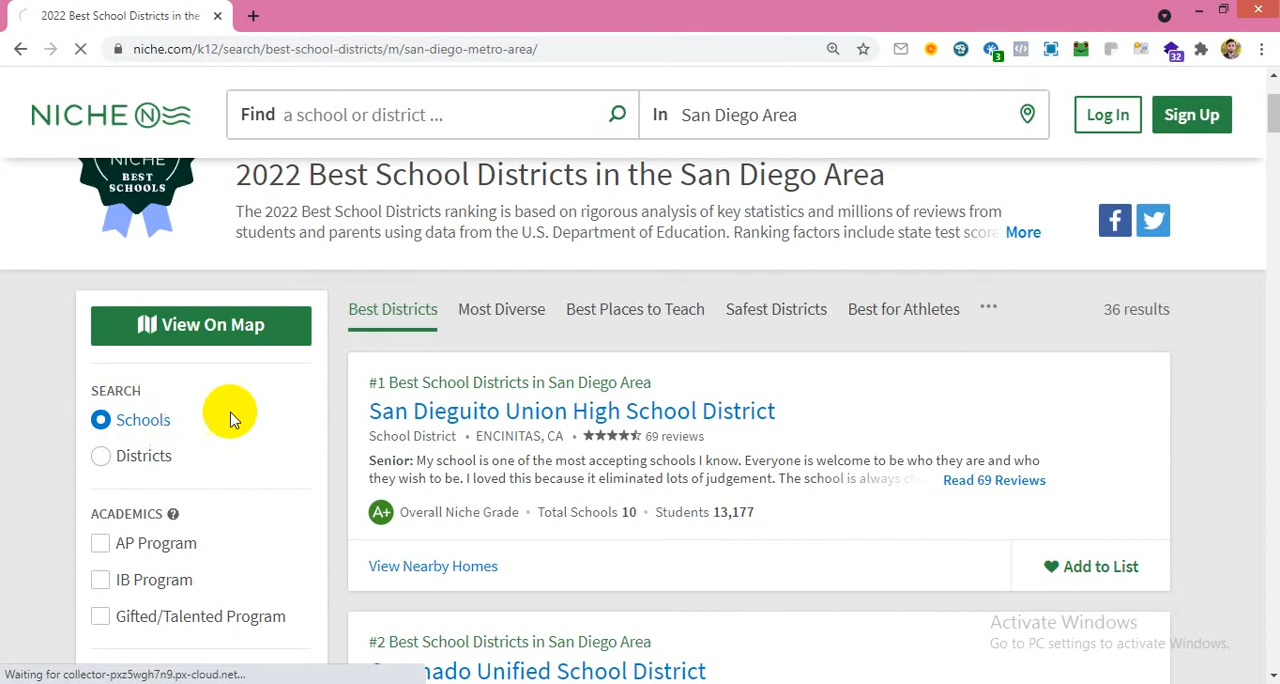 2022 Best School Districts in the
niche.com/k12/search/best-school-districts/m/san-diego-metro-area/
3
32
NICHE N
Find a school or district ...
In San Diego Area
Log In
Sign Up
NICHE
BEST
SCHOOLS
2022 Best School Districts in the San Diego Area
The 2022 Best School Districts ranking is based on rigorous analysis of key statistics and millions of reviews from
students and parents using data from the U.S. Department of Education. Ranking factors include state test score More
View On Map
Best Districts Most Diverse Best Places to Teach Safest Districts Best for Athletes ••• 36 results
SEARCH
Schools
Districts
ACADEMICS ?
AP Program
IB Program
Gifted/Talented Program
#1 Best School Districts in San Diego Area
San Dieguito Union High School District
School District • ENCINITAS, CA • ★★★★★ 69 reviews
Senior: My school is one of the most accepting schools I know. Everyone is welcome to be who they are and who
they wish to be. I loved this because it eliminated lots of judgement. The school is always Read 69 Reviews
A+ Overall Niche Grade • Total Schools 10 • Students 13,177
View Nearby Homes
Add to List
#2 Best School Districts in San Diego Area
nado Unified School District
Activate Windows
Go to PC settings to activate Windows.
Waiting for collector-pxz5wgh7n9.px-cloud.net...